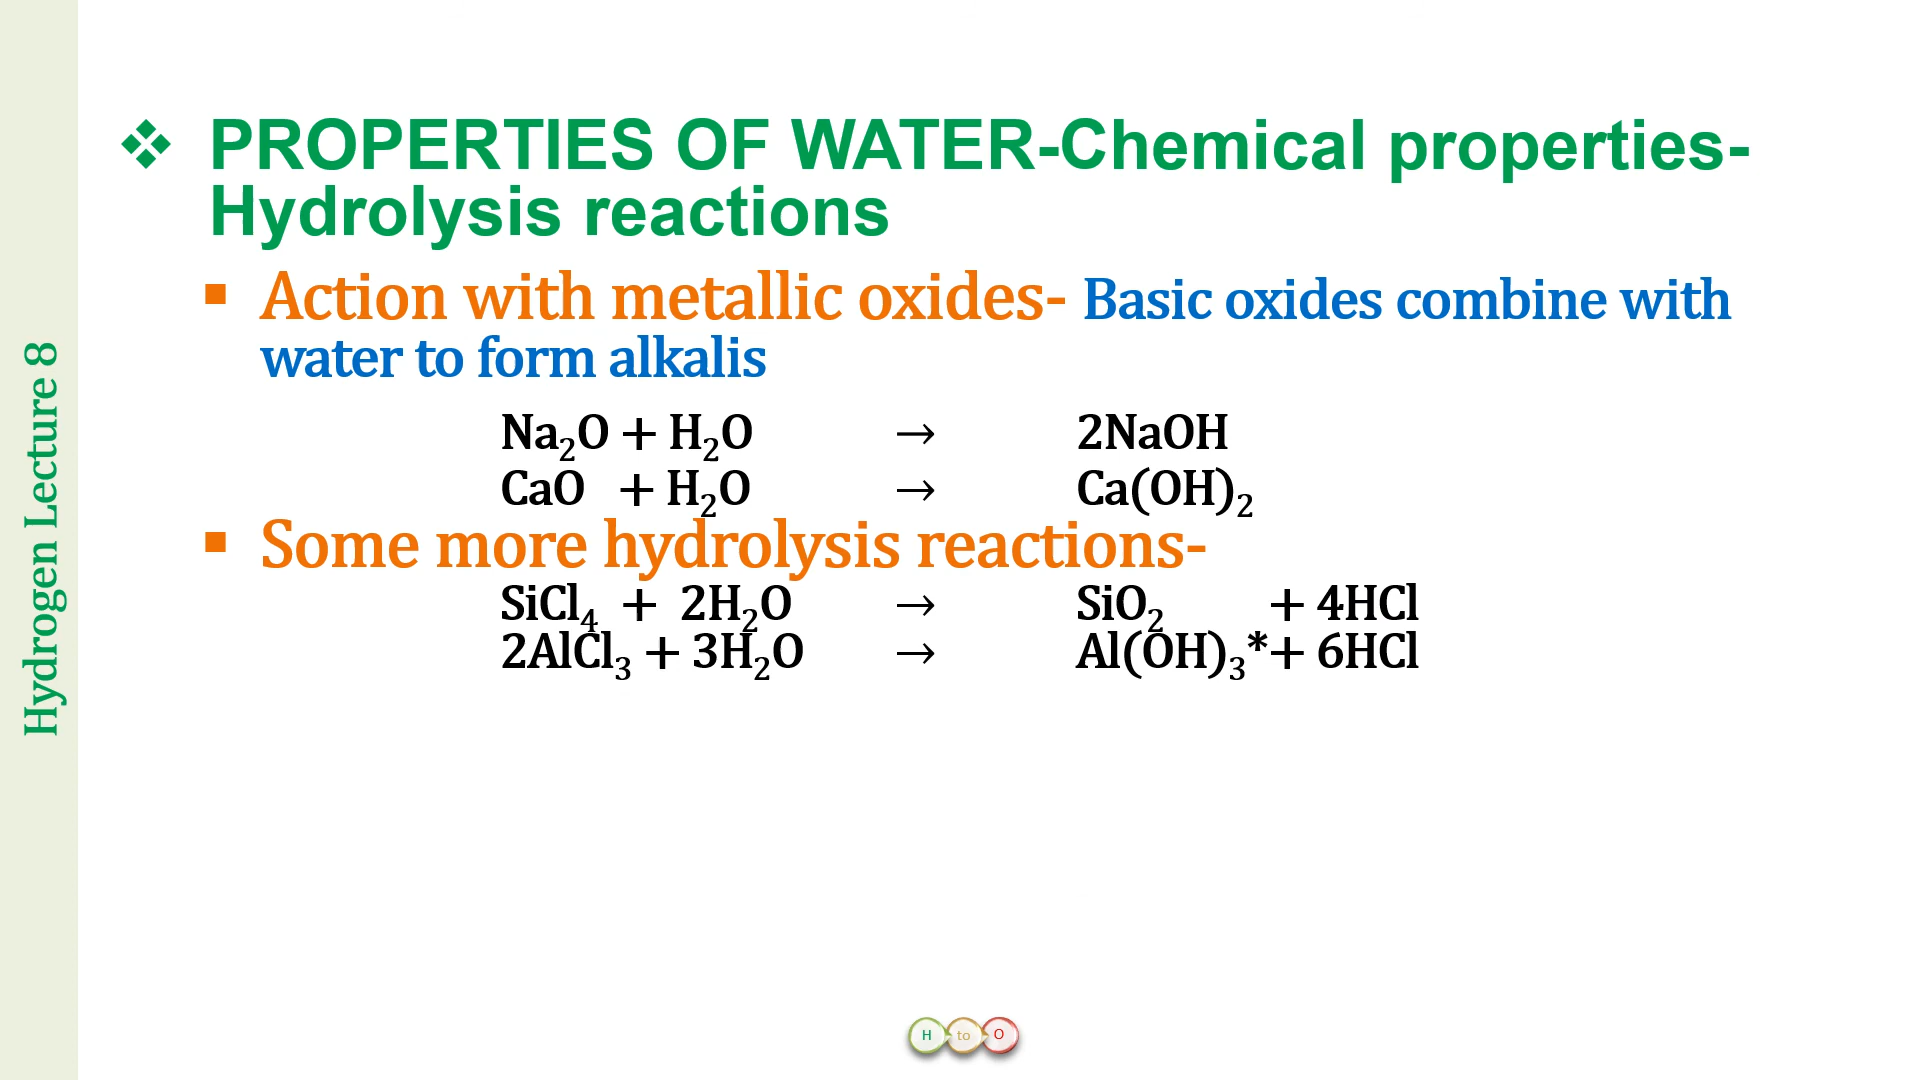 Hydrogen Lecture 8
❖ PROPERTIES OF WATER-Chemical properties-
Hydrolysis reactions
▪ Action with metallic oxides- Basic oxides combine with
water to form alkalis
Na₂O + H₂O → 2NaOH
CaO + H₂O → Ca(OH)₂
▪ Some more hydrolysis reactions-
SiCl₄ + 2H₂O → SiO₂ + 4HCl
2AlCl₃ + 3H₂O → Al(OH)₃*+ 6HCl
H to O